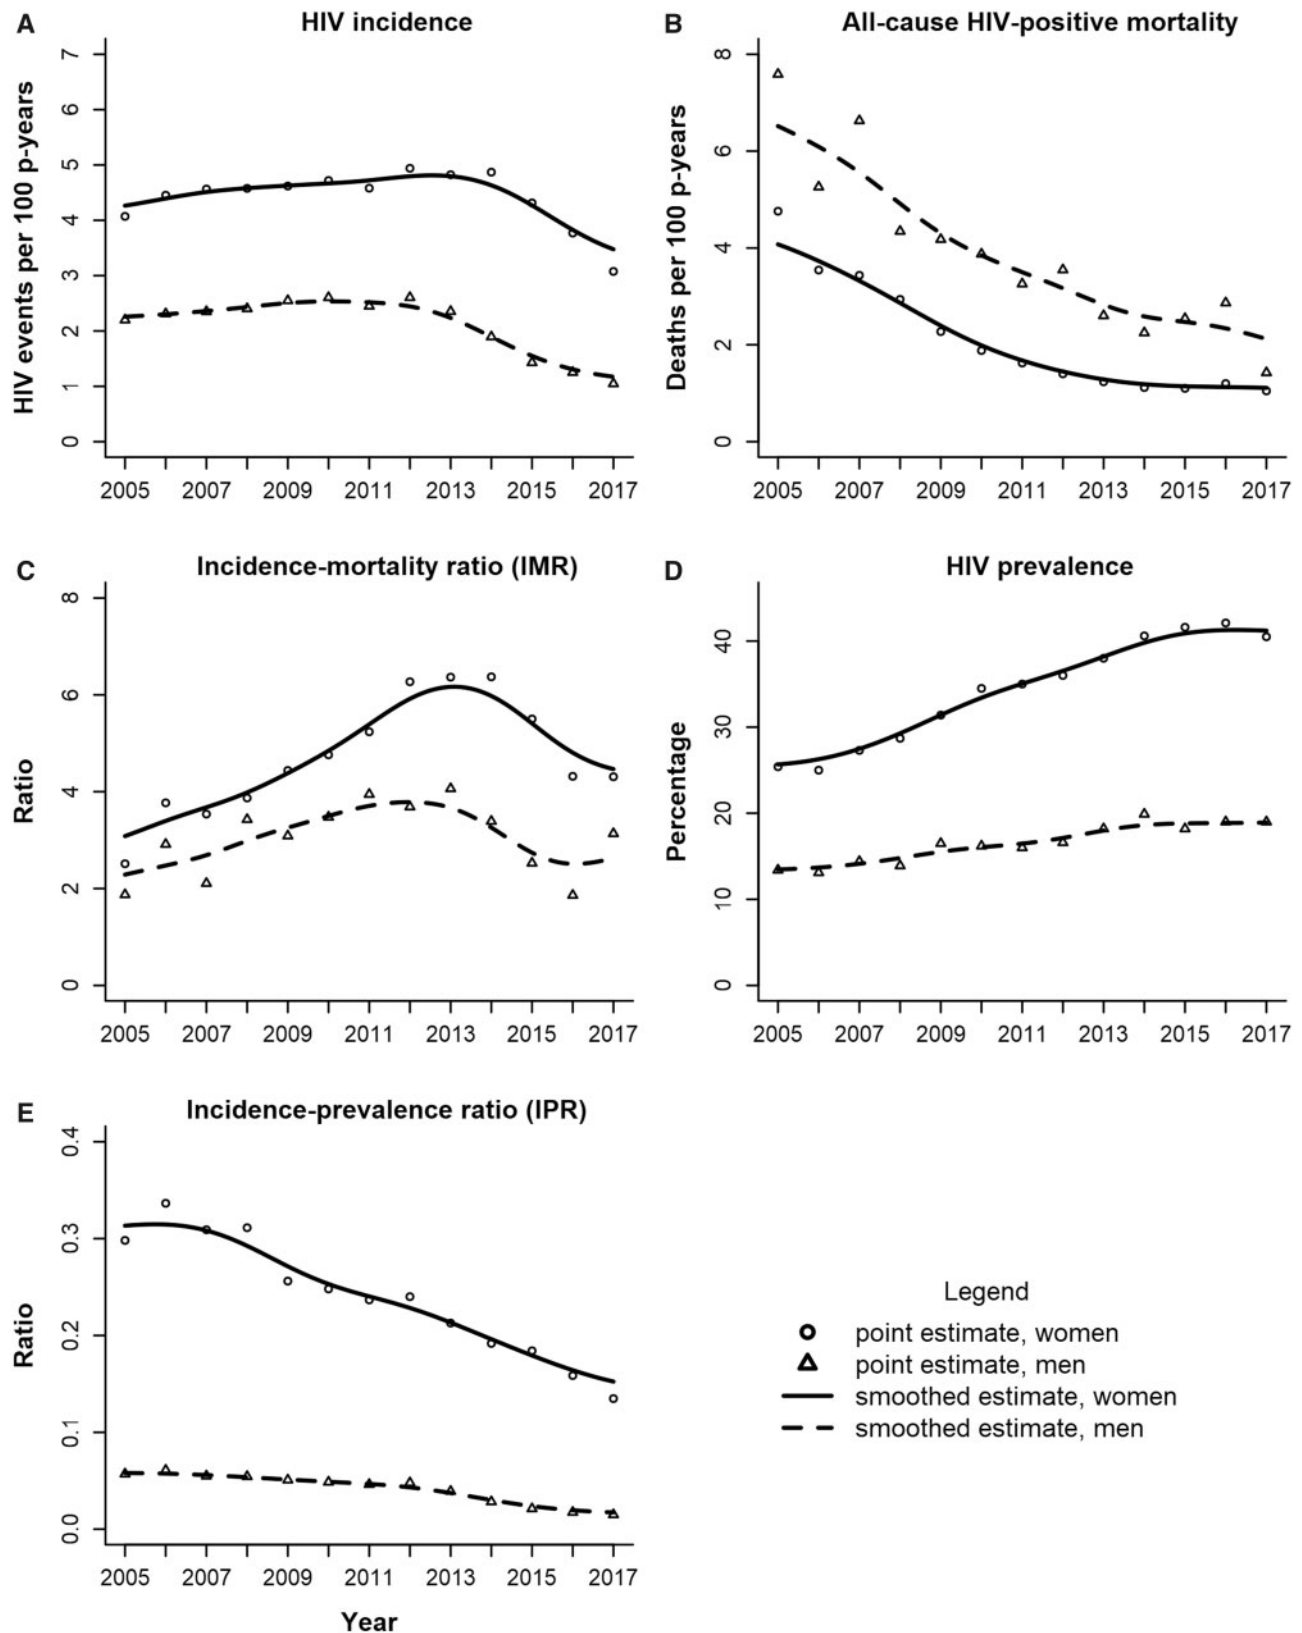 A
HIV incidence
HIV events per 100 p-years
7
6
5
4
3
2
1
0
2005 2007 2009 2011 2013 2015 2017
B
All-cause HIV-positive mortality
Deaths per 100 p-years
8
6
4
2
0
2005 2007 2009 2011 2013 2015 2017
C
Incidence-mortality ratio (IMR)
Ratio
8
6
4
2
0
2005 2007 2009 2011 2013 2015 2017
D
HIV prevalence
Percentage
40
30
20
10
0
2005 2007 2009 2011 2013 2015 2017
E
Incidence-prevalence ratio (IPR)
Ratio
0.4
0.3
0.2
0.1
0.0
2005 2007 2009 2011 2013 2015 2017
Year
Legend
point estimate, women
point estimate, men
smoothed estimate, women
smoothed estimate, men